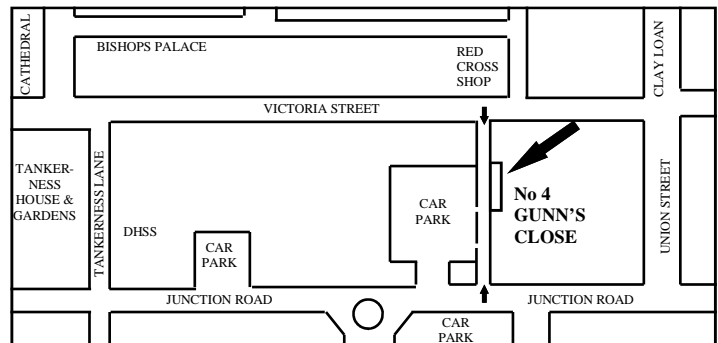 CATHEDRAL
BISHOPS PALACE
RED
CROSS
SHOP
CLAY LOAN
VICTORIA STREET
TANKER-
NESS
HOUSE &
GARDENS
TANKERNESS LANE
DHSS
CAR
PARK
CAR
PARK
No 4
GUNN'S
CLOSE
UNION STREET
JUNCTION ROAD
JUNCTION ROAD
CAR
PARK